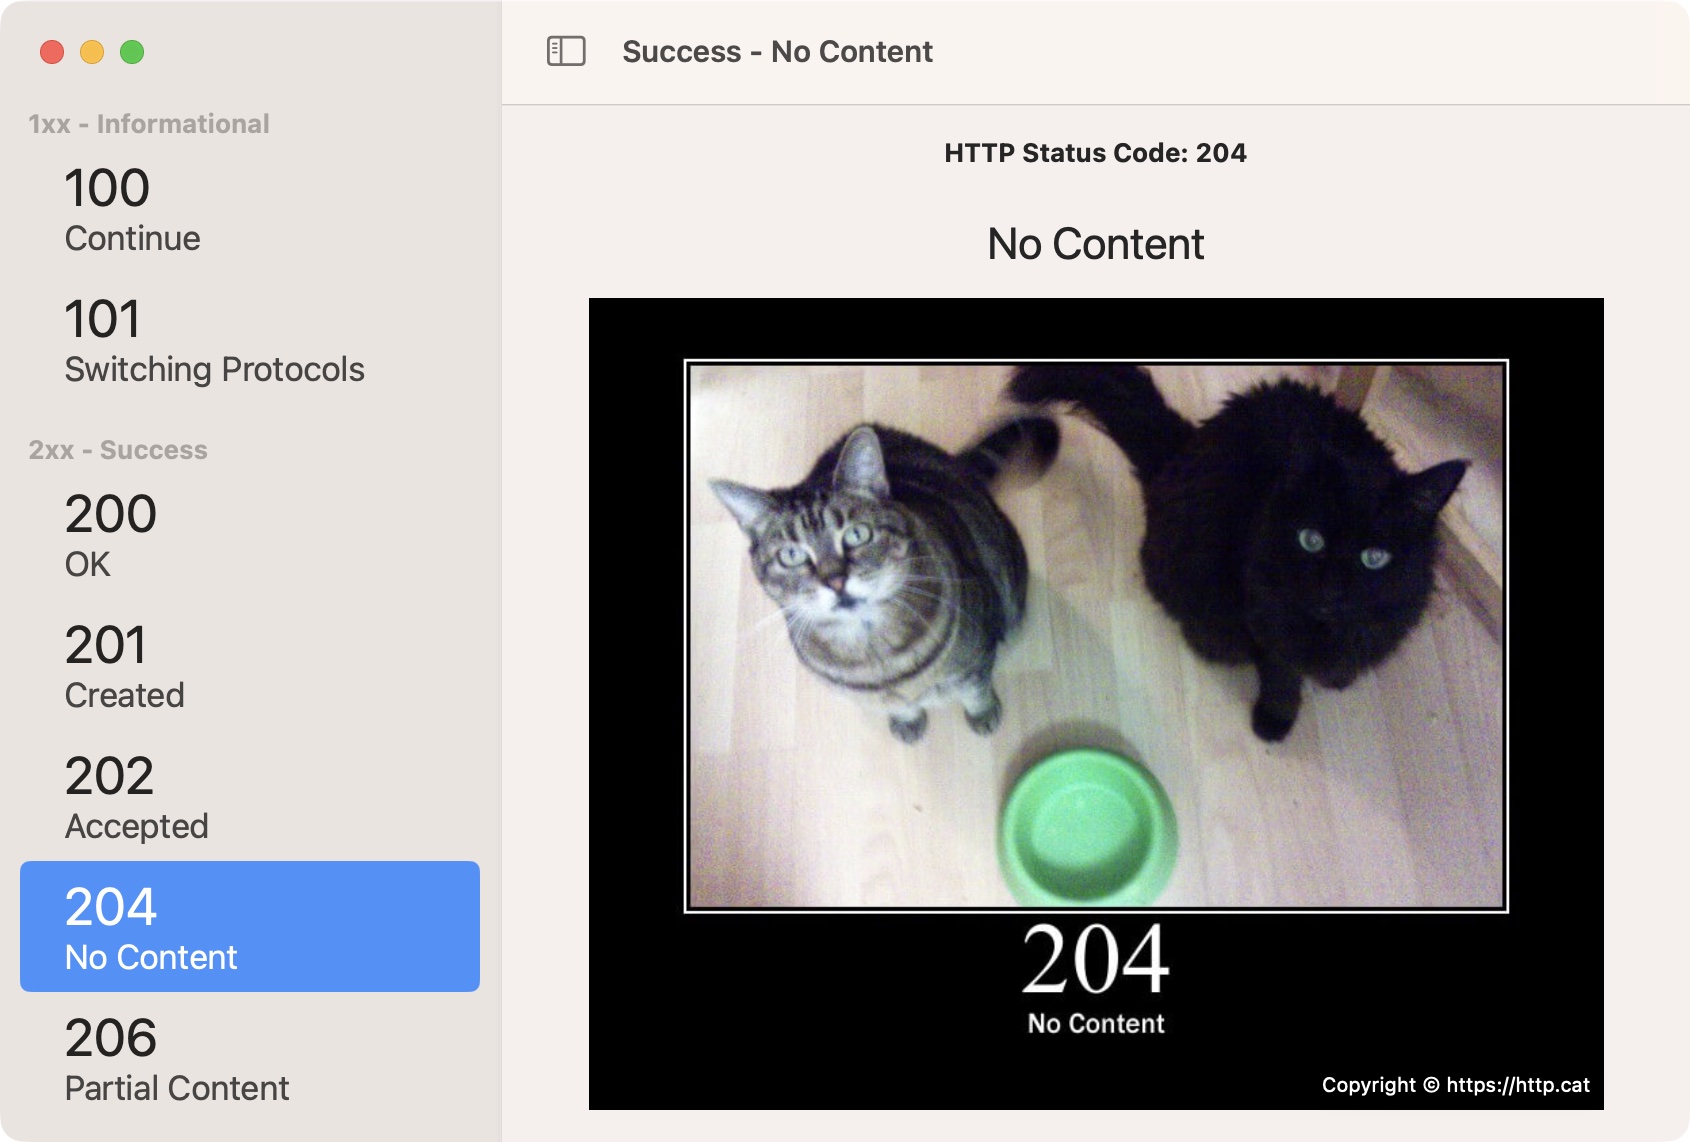 1xx - Informational
100
Continue
101
Switching Protocols
2xx - Success
200
OK
201
Created
202
Accepted
204
No Content
206
Partial Content
Success - No Content
HTTP Status Code: 204
No Content
204
No Content
Copyright © https://http.cat